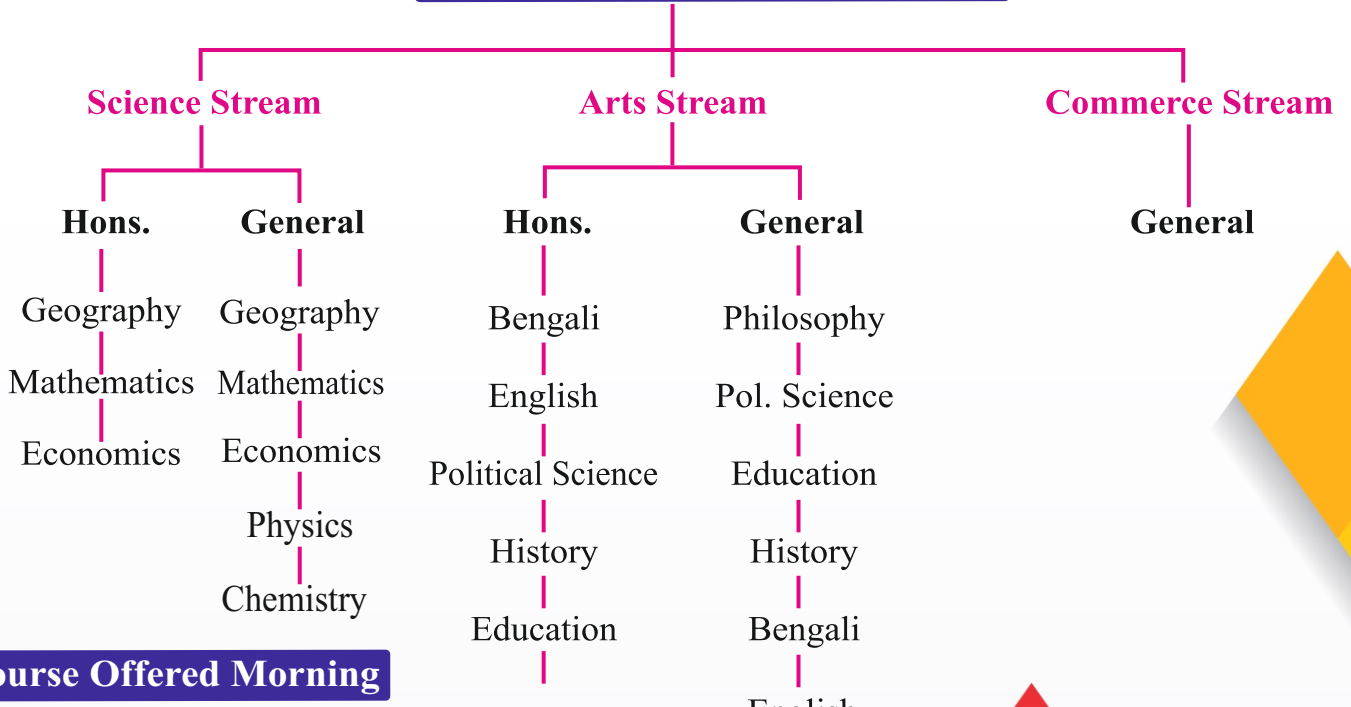 Science Stream
Arts Stream
Commerce Stream
Hons.
General
Hons.
General
General
Geography
Mathematics
Economics
Geography
Mathematics
Economics
Physics
Chemistry
Bengali
English
Political Science
History
Education
Philosophy
Pol. Science
Education
History
Bengali
English
Offered Morning